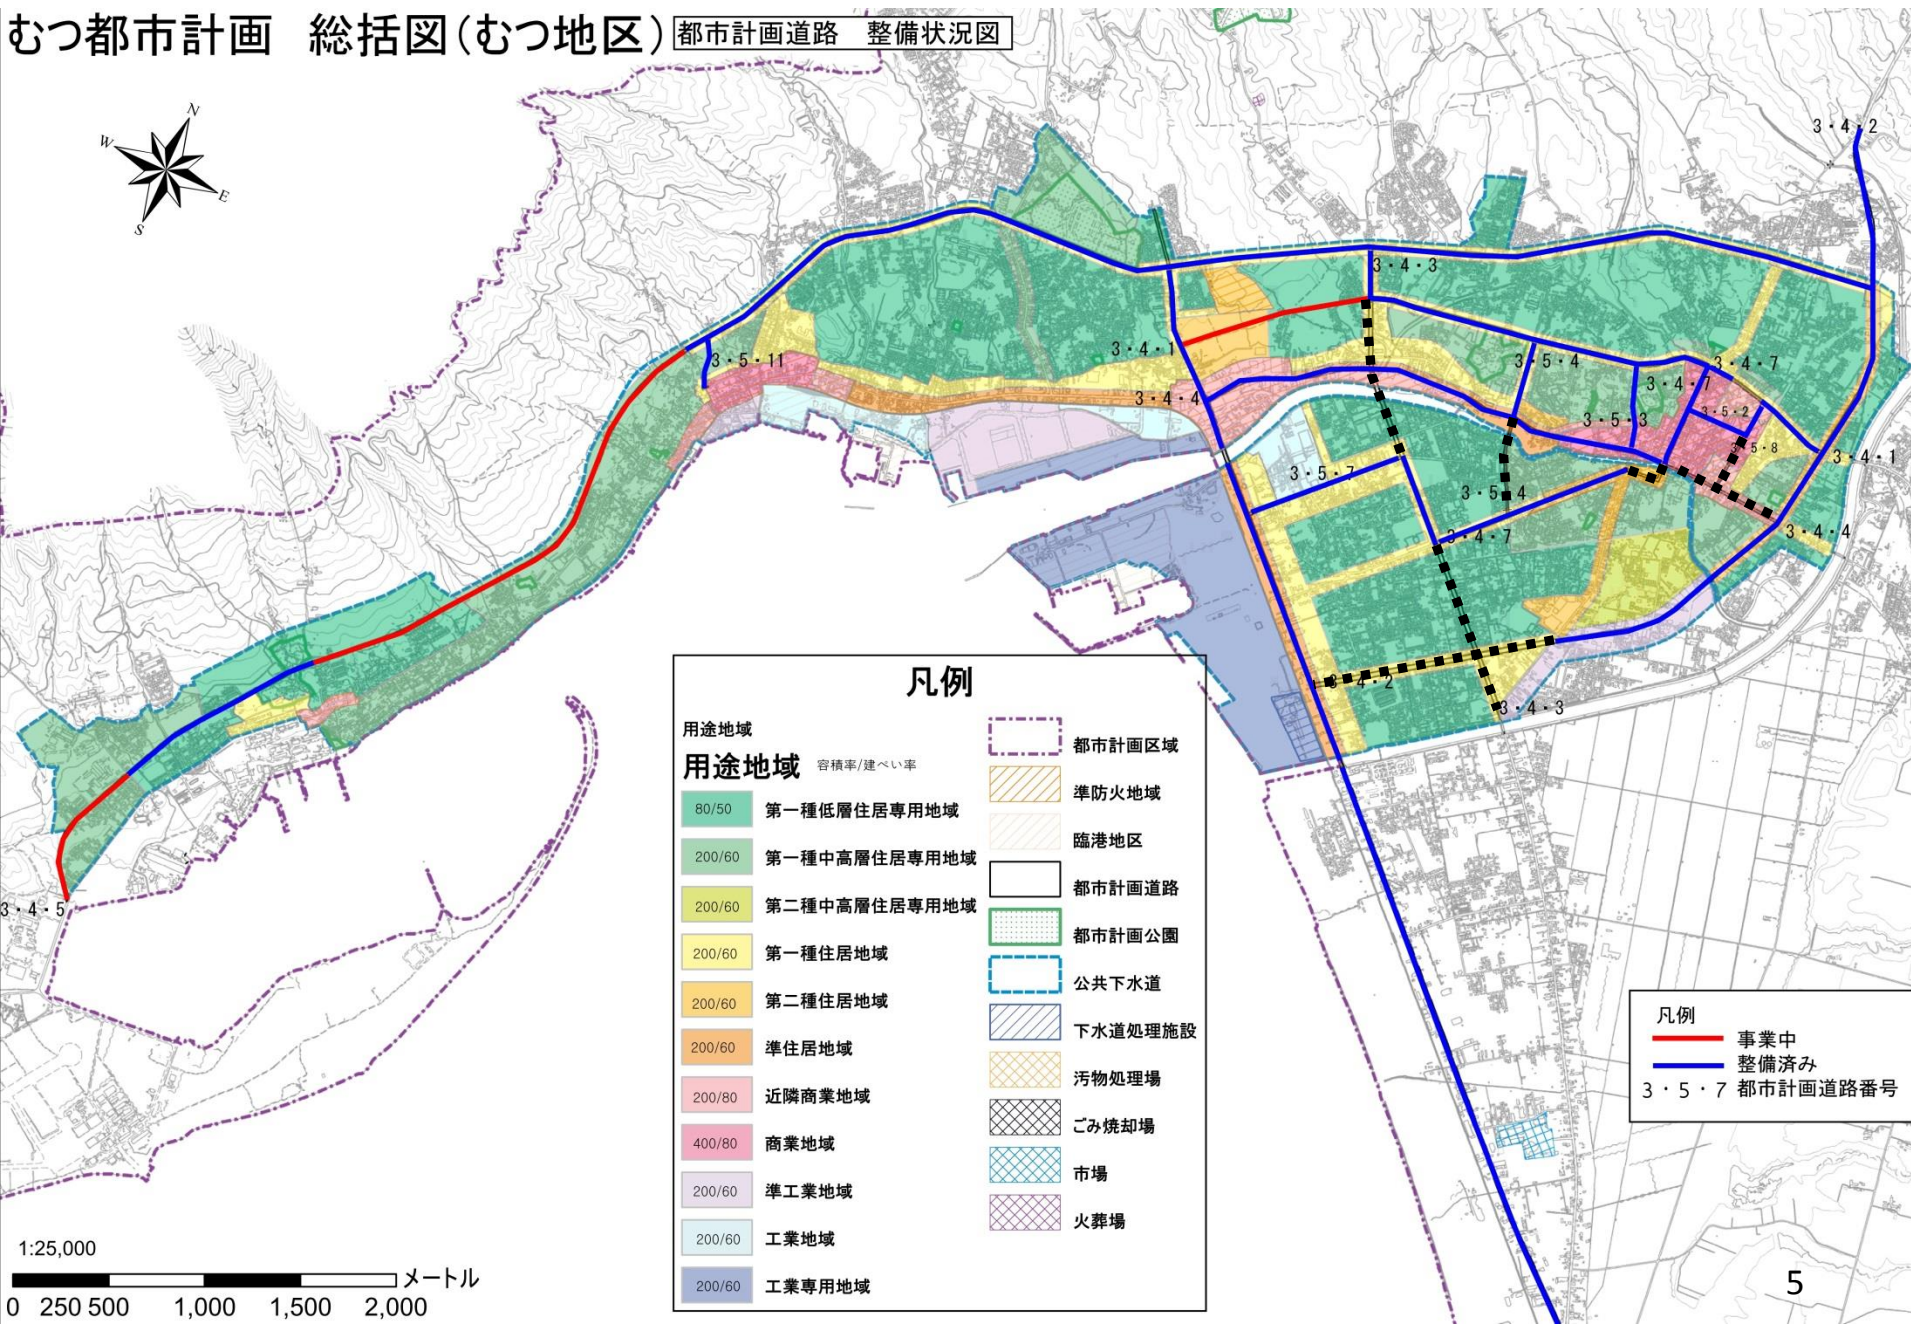 むつ都市計画　総括図(むつ地区)
都市計画道路　整備状況図
N
W
E
S
3・4・2
3・4・3
3・4・1
3・5・11
3・5・4
3・4・7
3・4・7
3・4・4
3・5・2
3・5・3
3・5・8
3・4・1
3・5・7
3・5・4
3・4・7
3・4・4
3・4・2
3・4・3
3・4・5
凡例
用途地域
用途地域 容積率/建ぺい率
80/50 第一種低層住居専用地域
200/60 第一種中高層住居専用地域
200/60 第二種中高層住居専用地域
200/60 第一種住居地域
200/60 第二種住居地域
200/60 準住居地域
200/80 近隣商業地域
400/80 商業地域
200/60 準工業地域
200/60 工業地域
200/60 工業専用地域
都市計画区域
準防火地域
臨港地区
都市計画道路
都市計画公園
公共下水道
下水道処理施設
汚物処理場
ごみ焼却場
市場
火葬場
凡例
事業中
整備済み
3・5・7 都市計画道路番号
1:25,000
メートル
0 250 500 1,000 1,500 2,000
5